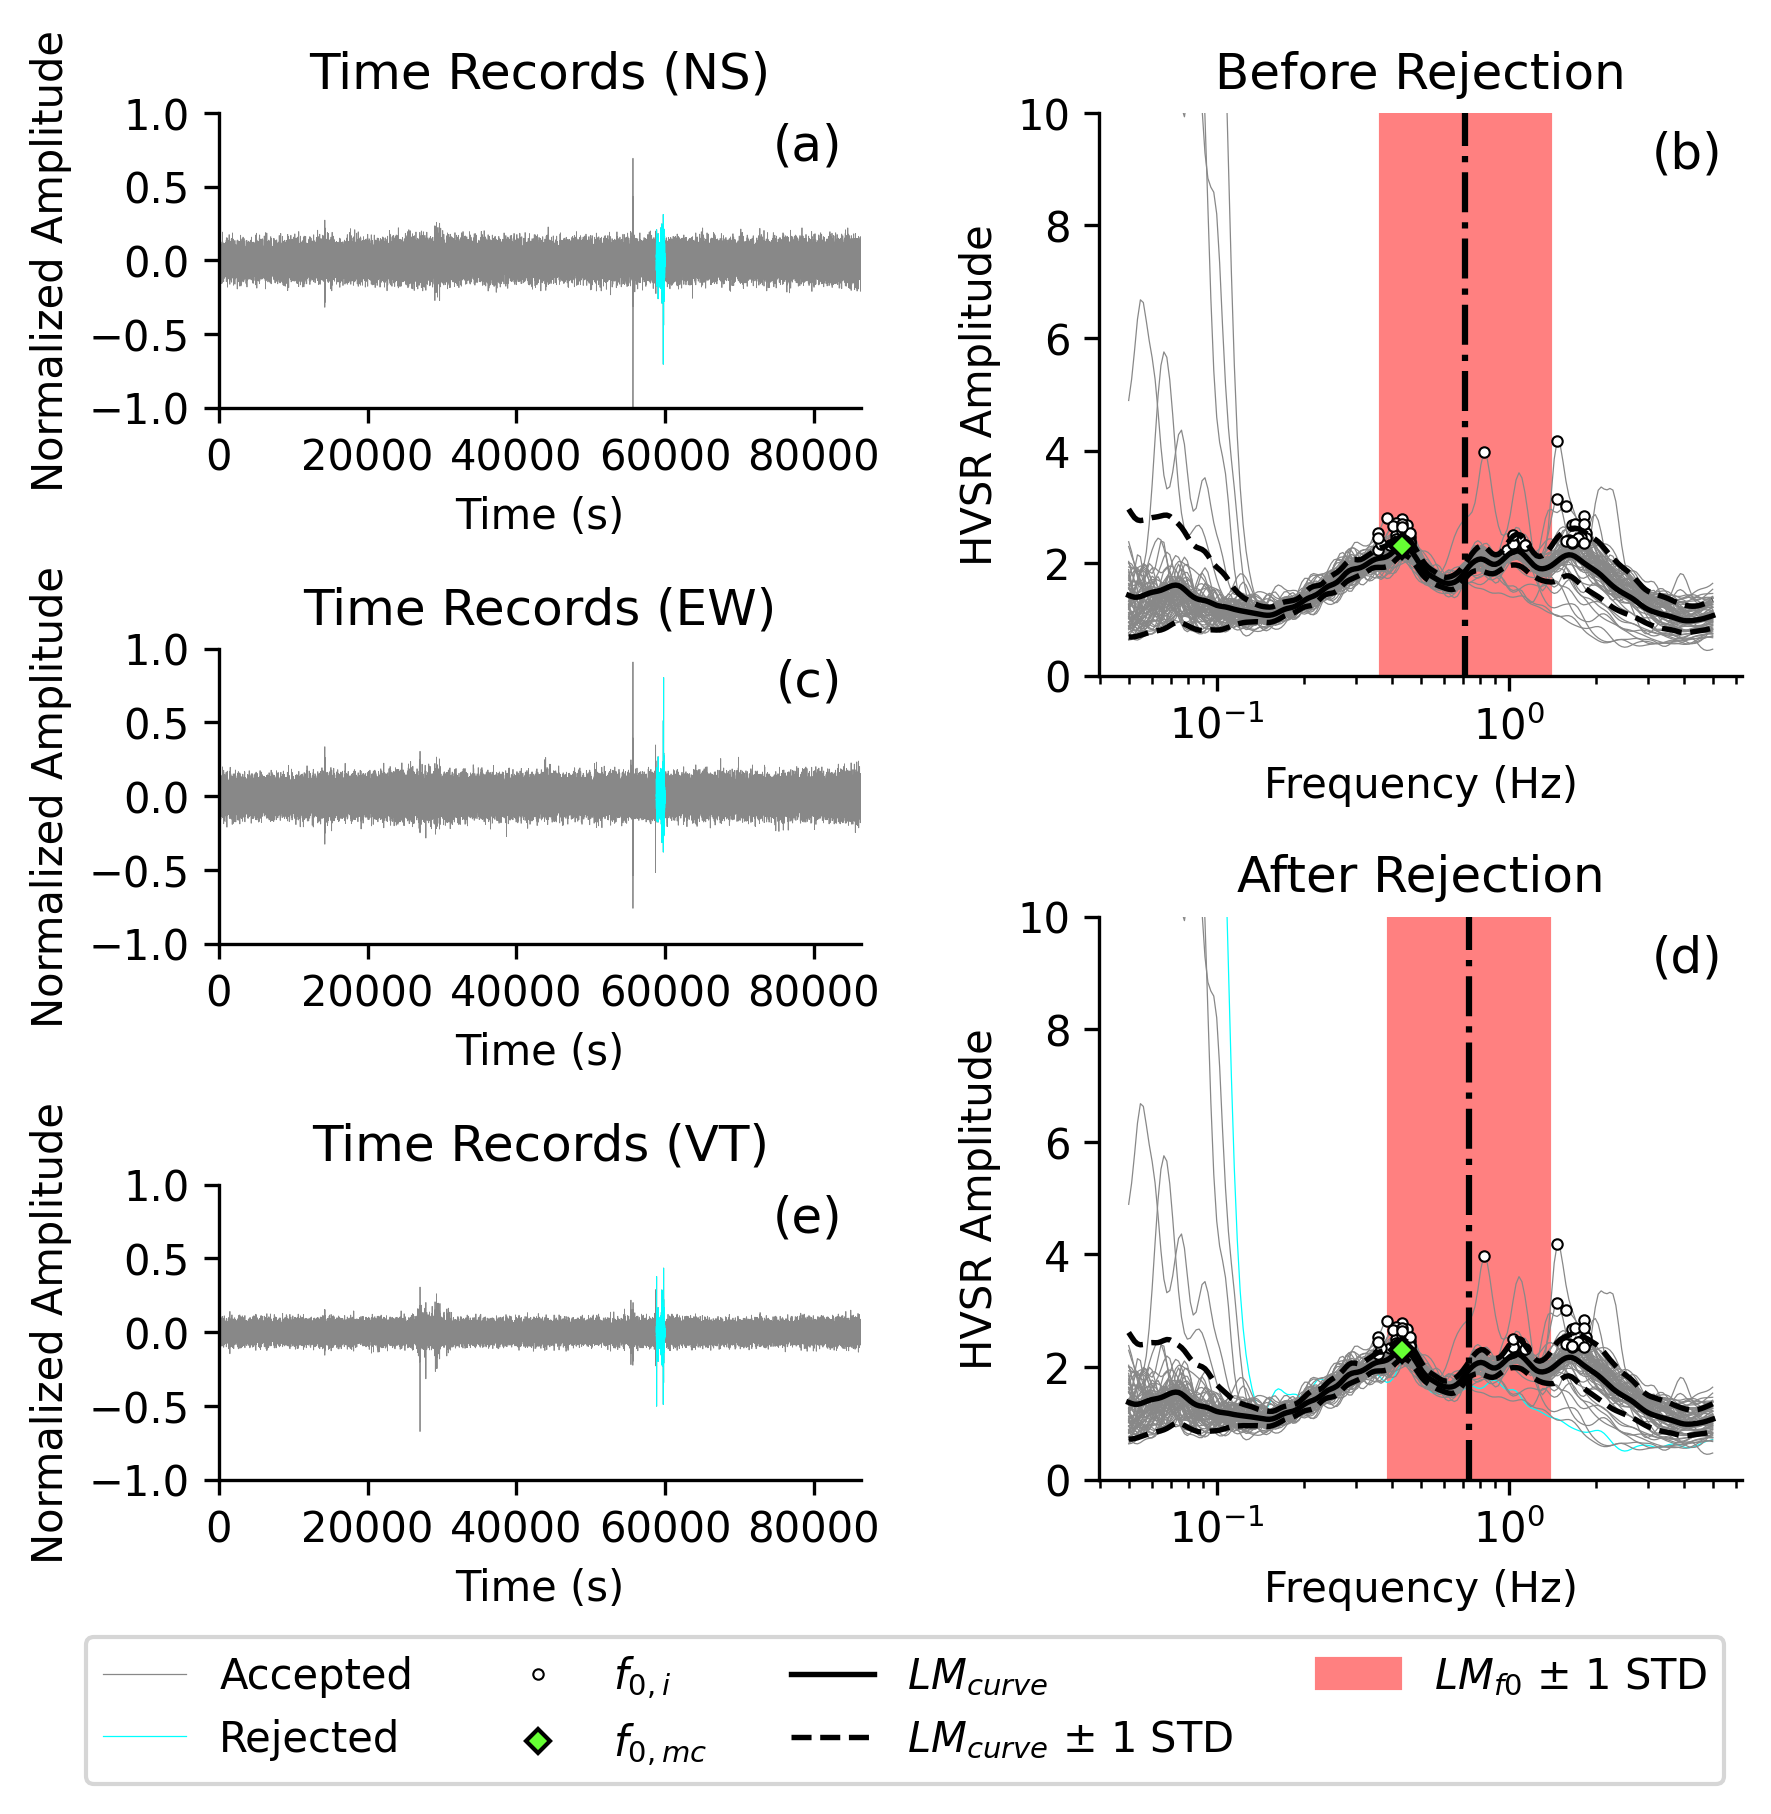 Time Records (NS)
(a)
Normalized Amplitude
1.0
0.5
0.0
−0.5
−1.0
0 20000 40000 60000 80000
Time (s)
Before Rejection
(b)
HVSR Amplitude
10
8
6
4
2
0
10⁻¹ 10⁰
Frequency (Hz)
Time Records (EW)
(c)
Normalized Amplitude
1.0
0.5
0.0
−0.5
−1.0
0 20000 40000 60000 80000
Time (s)
After Rejection
(d)
HVSR Amplitude
10
8
6
4
2
0
10⁻¹ 10⁰
Frequency (Hz)
Time Records (VT)
(e)
Normalized Amplitude
1.0
0.5
0.0
−0.5
−1.0
0 20000 40000 60000 80000
Time (s)
Accepted f0,i LMcurve LMf0 ± 1 STD
Rejected f0,mc LMcurve ± 1 STD